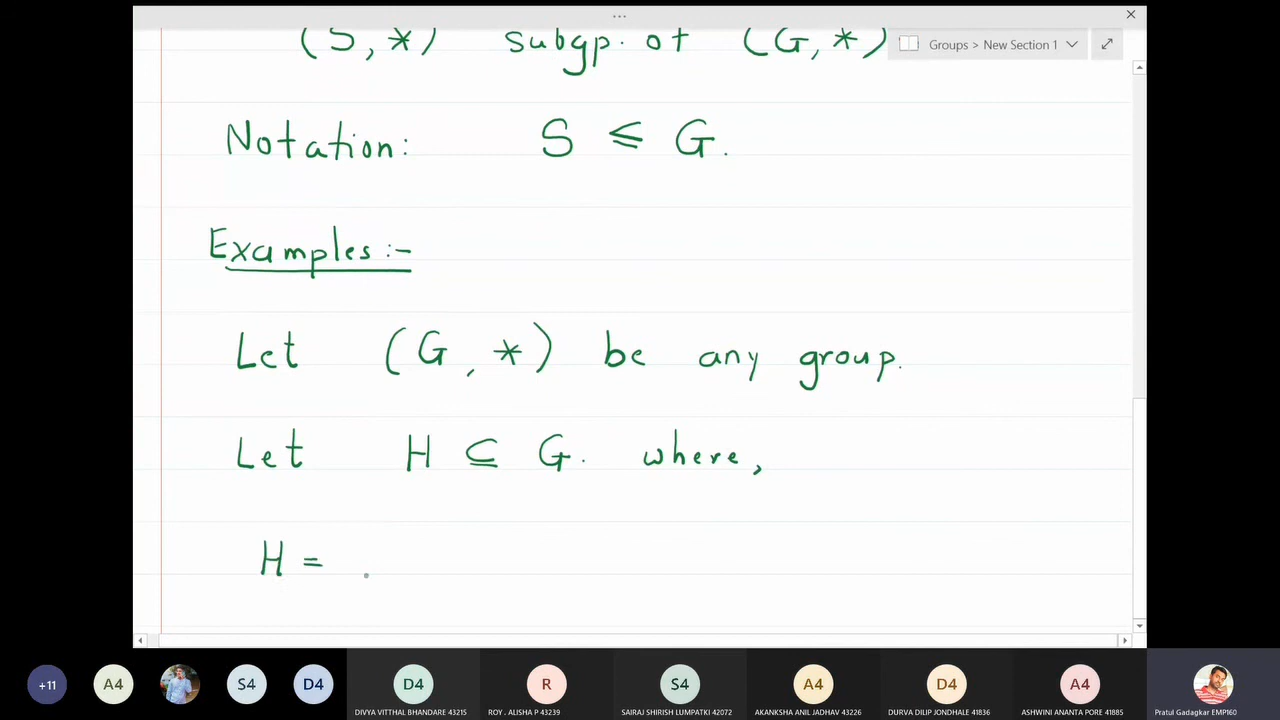 (S, *) subgp. of (G, *)
Groups > New Section 1
Notation: S ≤ G.
Examples :-
Let (G, *) be any group.
Let H ⊆ G. where,
H =
+11
A4
S4
D4
D4
R
S4
A4
D4
A4
DIVYA VITTHAL BHANDARE 43215
ROY . ALISHA P 43239
SAIRAJ SHIRISH LUMPATKI 42072
AKANKSHA ANIL JADHAV 43226
DURVA DILIP JONDHALE 41836
ASHWINI ANANTA PORE 41885
Pratul Gadagkar EMP160